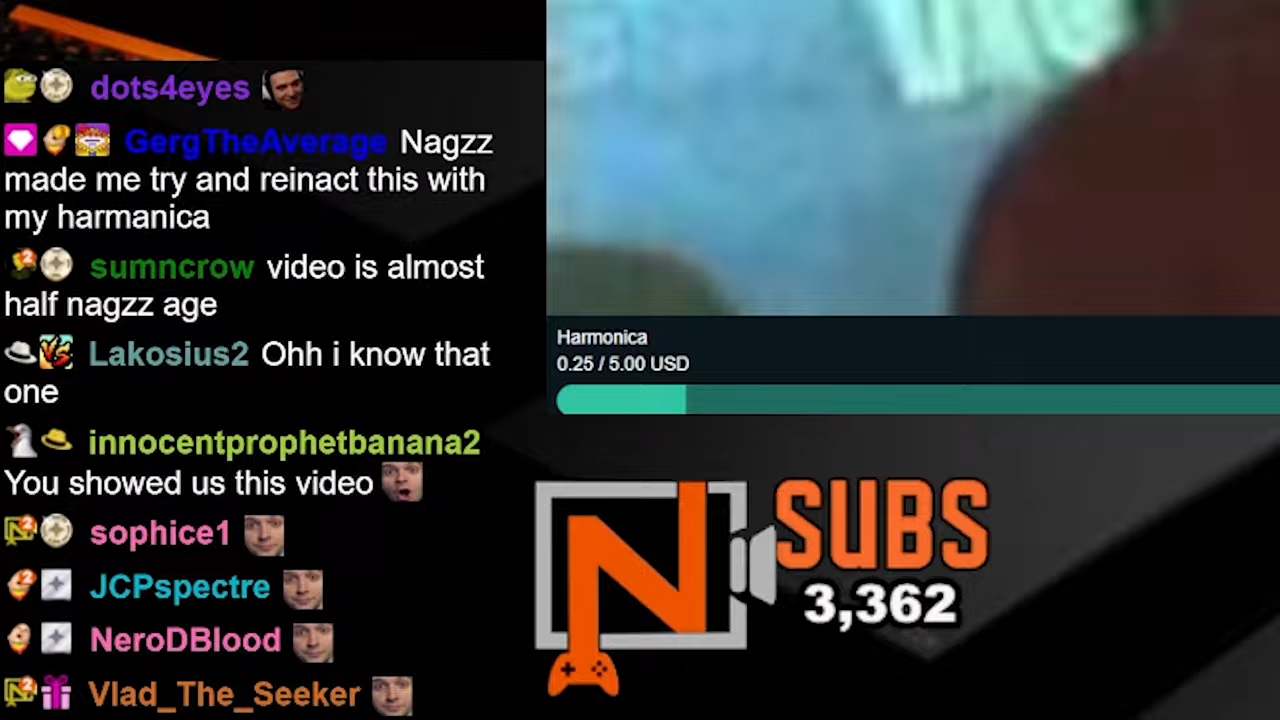 dots4eyes
GergTheAverage Nagzz
made me try and reinact this with
my harmanica
sumncrow video is almost
half nagzz age
Lakosius2 Ohh i know that
one
innocentprophetbanana2
You showed us this video
sophice1
JCPspectre
NeroDBlood
Vlad_The_Seeker
Harmonica
0.25 / 5.00 USD
N
SUBS
3,362